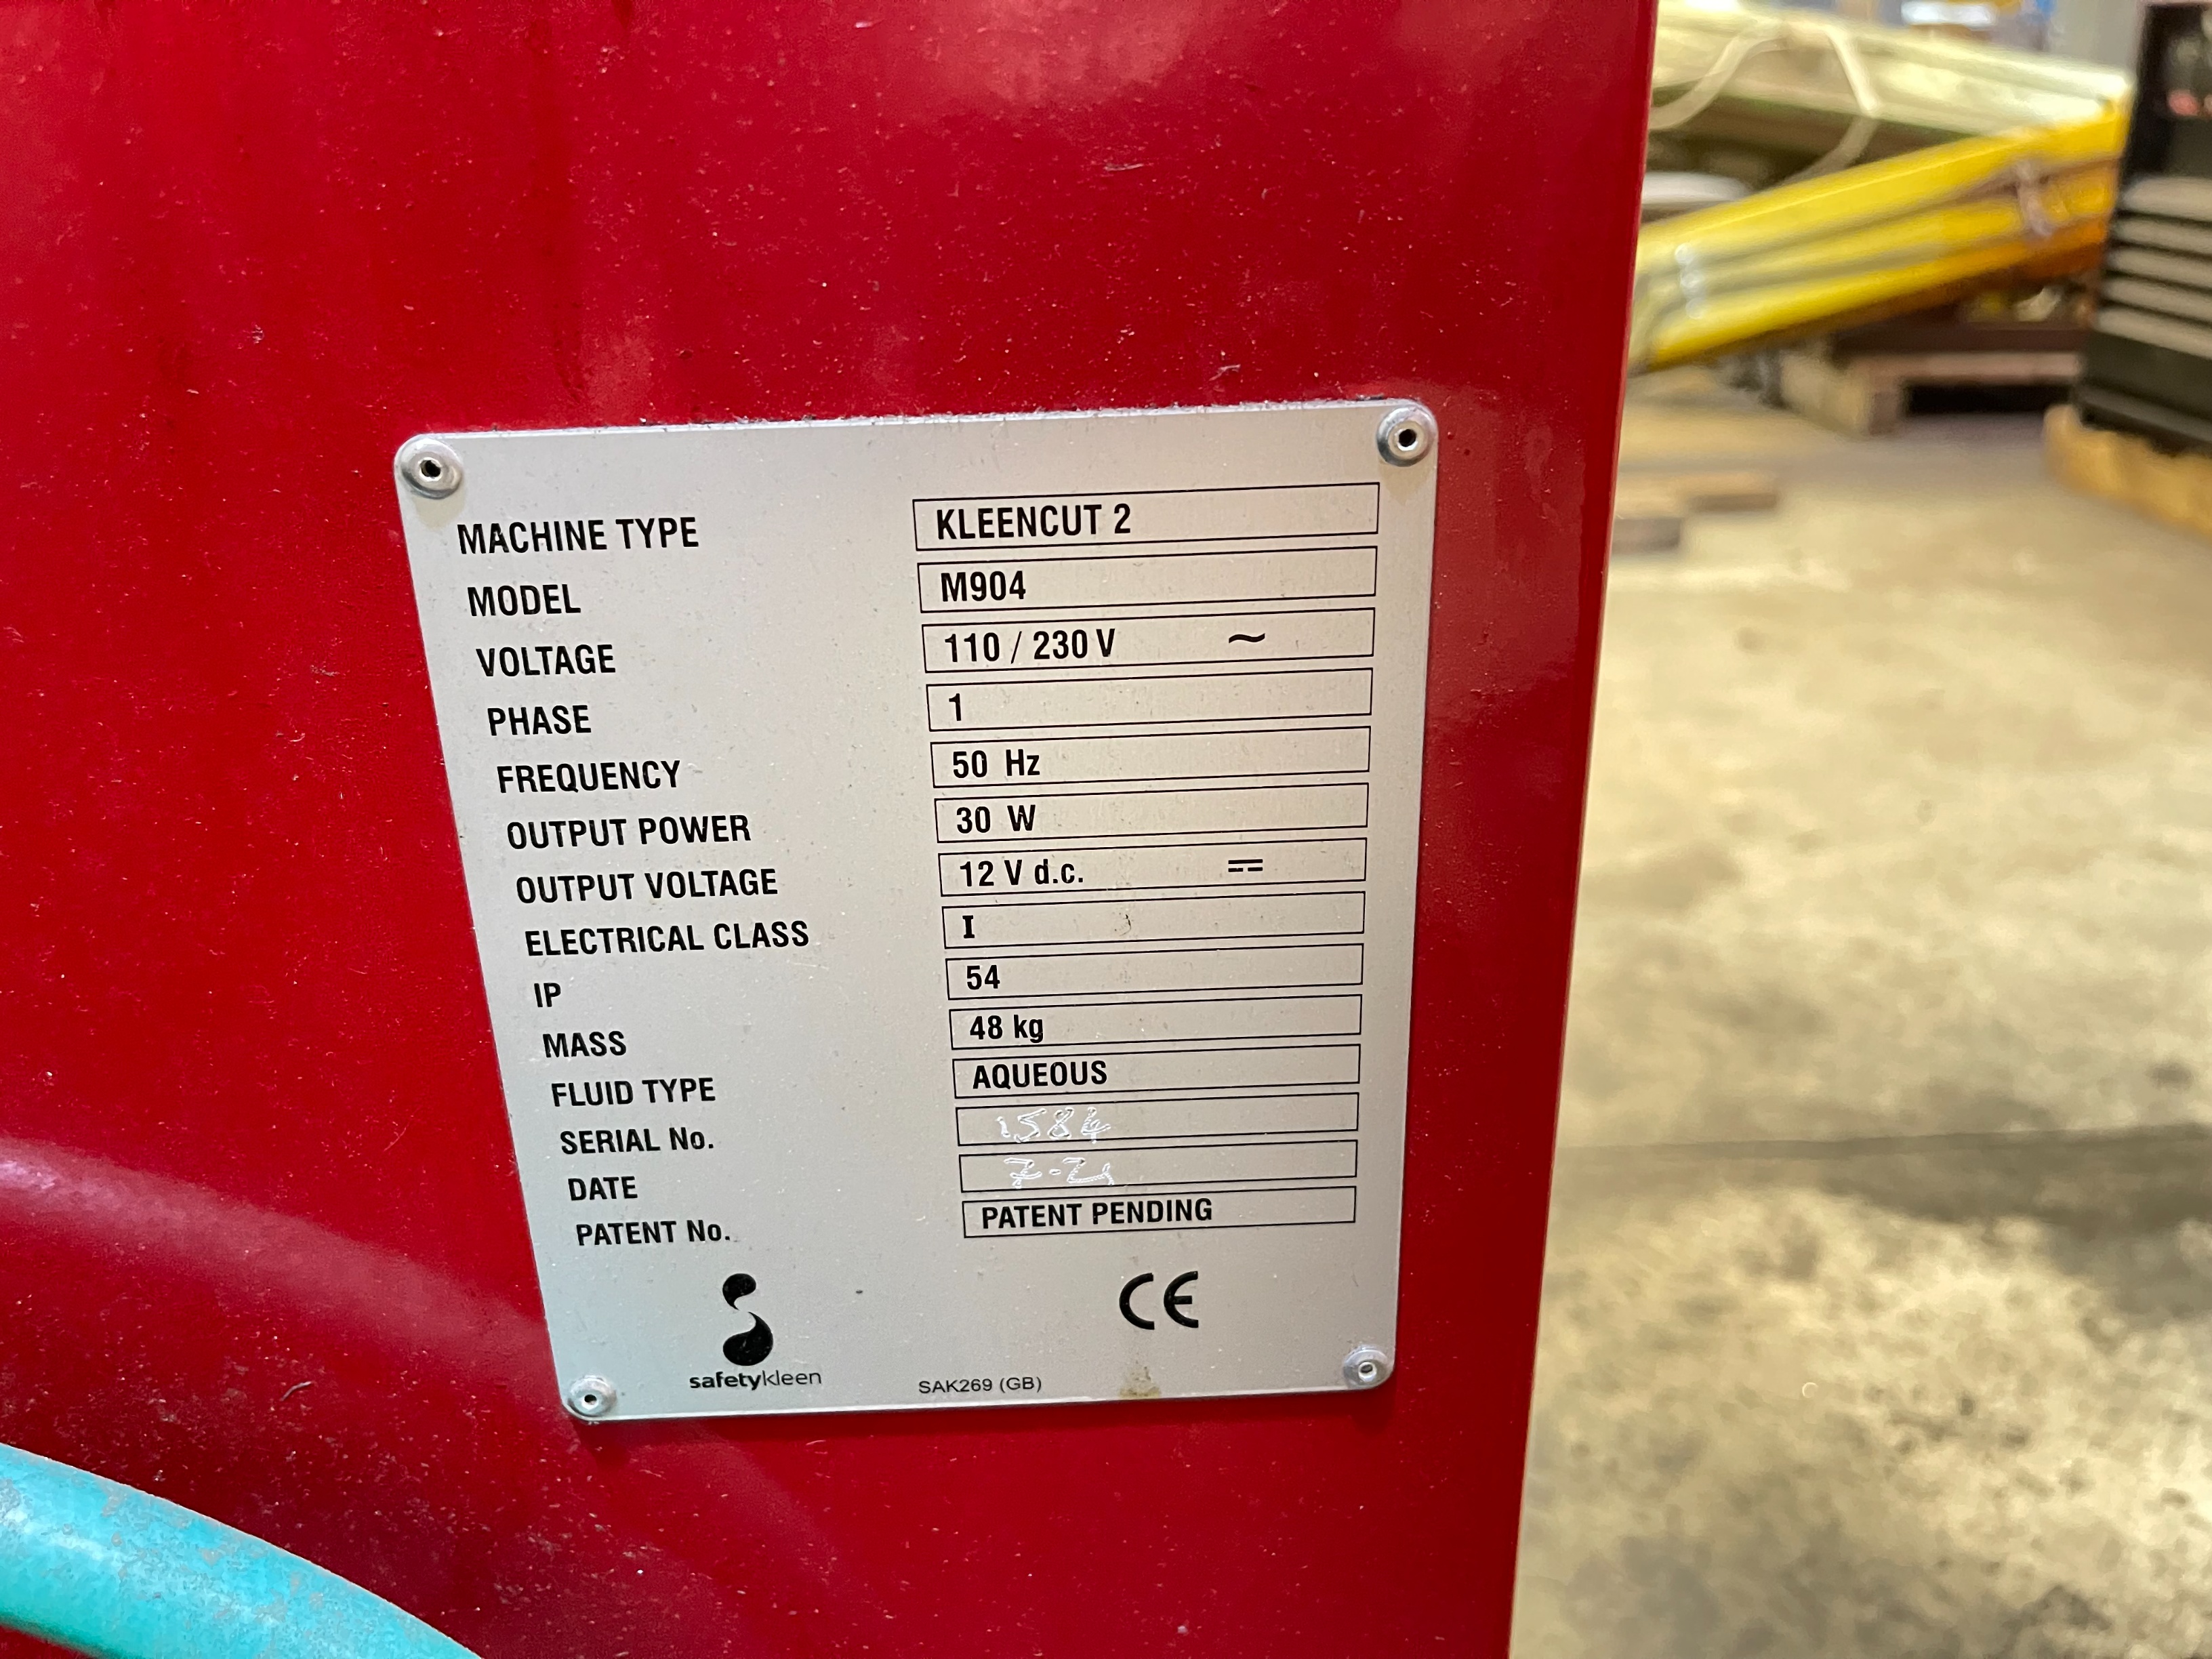 MACHINE TYPE KLEENCUT 2
MODEL M904
VOLTAGE 110 / 230 V ~
PHASE 1
FREQUENCY 50 Hz
OUTPUT POWER 30 W
OUTPUT VOLTAGE 12 V d.c. ⎓
ELECTRICAL CLASS I
IP 54
MASS 48 kg
FLUID TYPE AQUEOUS
SERIAL No. 1584
DATE
PATENT No. PATENT PENDING
CE
safetykleen
SAK269 (GB)